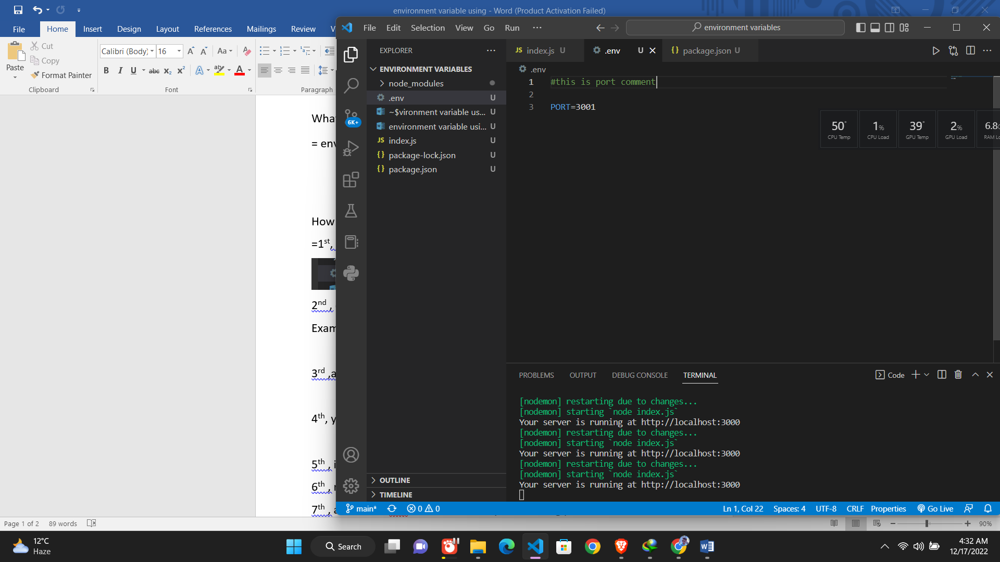 environment variable using - Word (Product Activation Failed)
File Home Insert Design Layout References Mailings Review V
Cut
Copy
Format Painter
Paste
Clipboard
Calibri (Body) 16
Aa
B I U abc X₂ X² A ab A
Font
Paragraph
What
= env
How
=1st,
2nd ,
Exam
3rd ,a
4th, y
5th , i
6th , r
7th , a
Page 1 of 2 89 words
90%
File Edit Selection View Go Run ···
environment variables
EXPLORER
ENVIRONMENT VARIABLES
node_modules
.env U
~$vironment variable us... U
environment variable usi... U
JS index.js U
{} package-lock.json U
{} package.json U
6K+
OUTLINE
TIMELINE
JS index.js U
.env U
{} package.json U
.env
1 #this is port comment
2
3 PORT=3001
50° CPU Temp
1% CPU Load
39° GPU Temp
2% GPU Load
6.8 RAM Lo
PROBLEMS OUTPUT DEBUG CONSOLE TERMINAL
Code
[nodemon] restarting due to changes...
[nodemon] starting `node index.js`
Your server is running at http://localhost:3000
[nodemon] restarting due to changes...
[nodemon] starting `node index.js`
Your server is running at http://localhost:3000
[nodemon] restarting due to changes...
[nodemon] starting `node index.js`
Your server is running at http://localhost:3000
main* 0 0
Ln 1, Col 22 Spaces: 4 UTF-8 CRLF Properties Go Live
12°C
Haze
Search
4:32 AM
12/17/2022